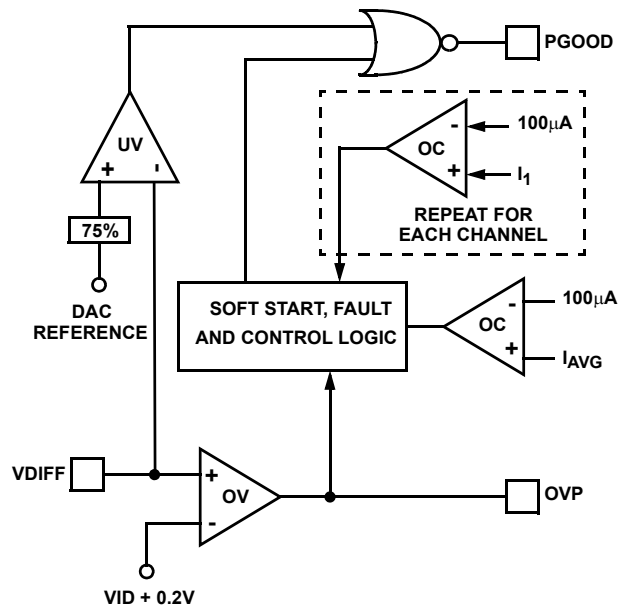 PGOOD
UV
+ -
75%
DAC
REFERENCE
- 100μA
OC
+ I1
REPEAT FOR
EACH CHANNEL
SOFT START, FAULT
AND CONTROL LOGIC
- 100μA
OC
+ IAVG
VDIFF
+
OV
-
OVP
VID + 0.2V